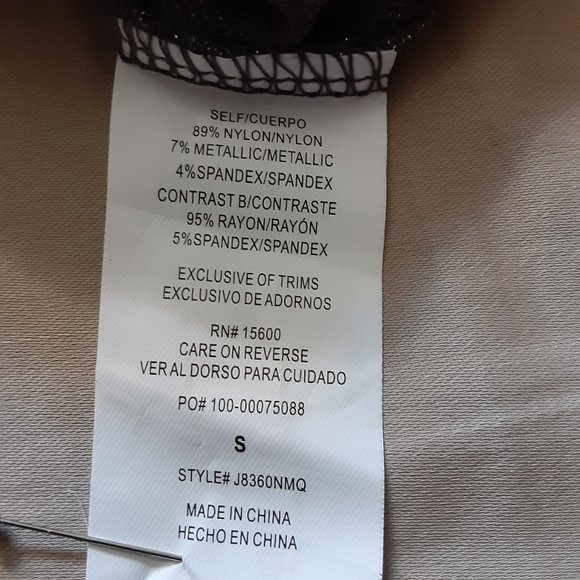 SELF/CUERPO
89% NYLON/NYLON
7% METALLIC/METALLIC
4%SPANDEX/SPANDEX
CONTRAST B/CONTRASTE
95% RAYON/RAYÓN
5%SPANDEX/SPANDEX
EXCLUSIVE OF TRIMS
EXCLUSIVO DE ADORNOS
RN# 15600
CARE ON REVERSE
VER AL DORSO PARA CUIDADO
PO# 100-00075088
S
STYLE# J8360NMQ
MADE IN CHINA
HECHO EN CHINA